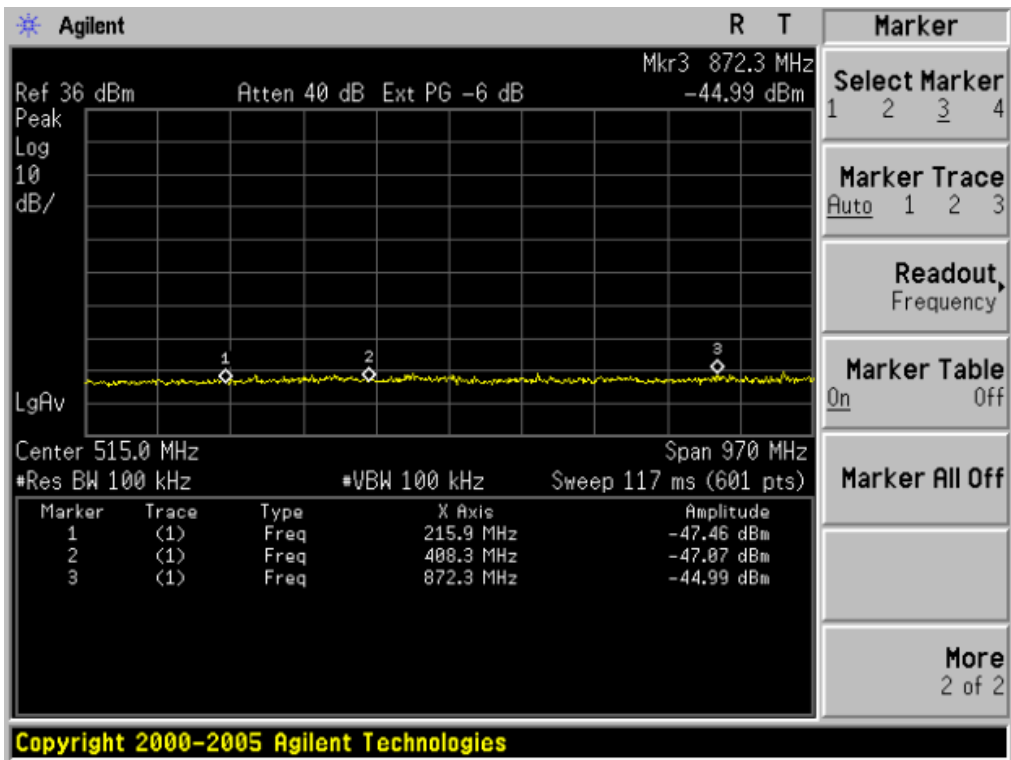 Agilent R T
Mkr3 872.3 MHz
Ref 36 dBm Atten 40 dB Ext PG -6 dB -44.99 dBm
Peak
Log
10
dB/
1 2 3
LgAv
Center 515.0 MHz Span 970 MHz
#Res BW 100 kHz #VBW 100 kHz Sweep 117 ms (601 pts)
Marker Trace Type X Axis Amplitude
1 (1) Freq 215.9 MHz -47.46 dBm
2 (1) Freq 408.3 MHz -47.07 dBm
3 (1) Freq 872.3 MHz -44.99 dBm
Marker
Select Marker
1 2 3 4
Marker Trace
Auto 1 2 3
Readout
Frequency
Marker Table
On Off
Marker All Off
More
2 of 2
Copyright 2000-2005 Agilent Technologies